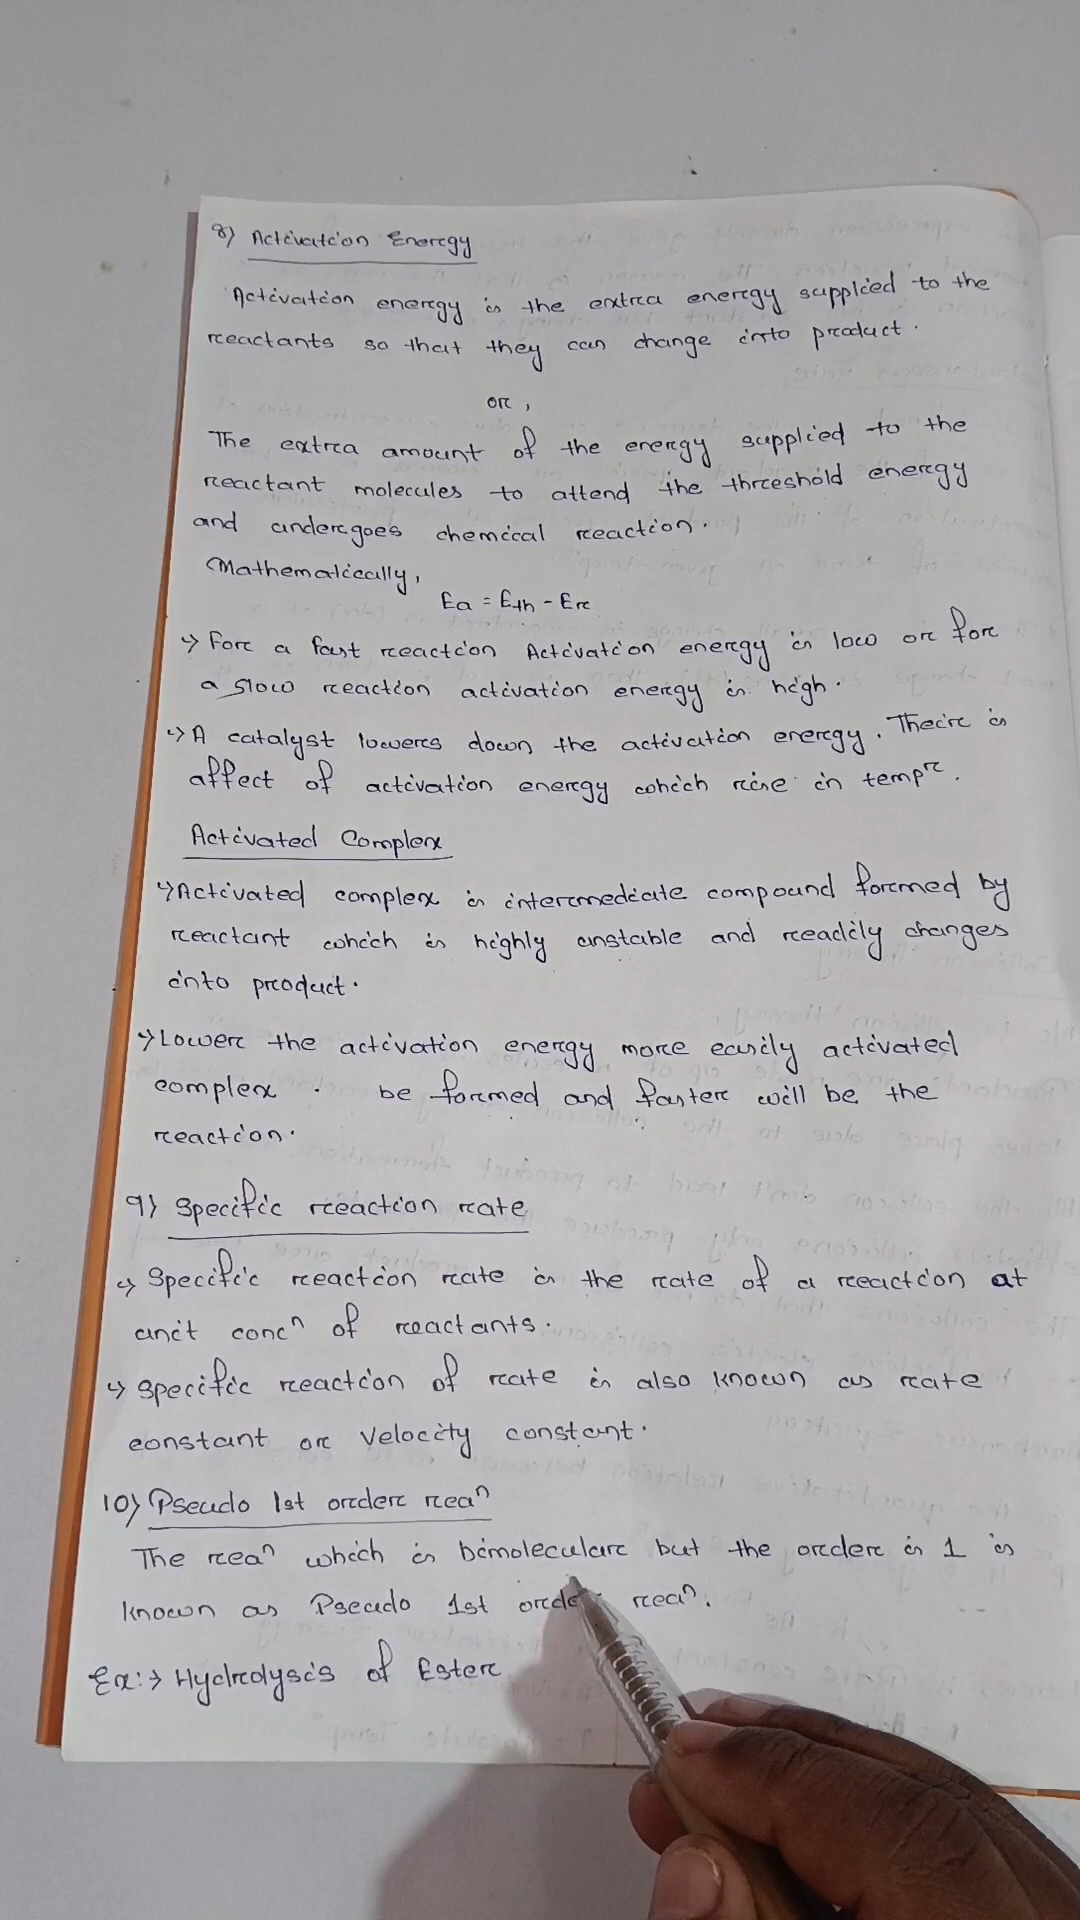 8) Activation Energy
Activation energy is the extra energy supplied to the
reactants so that they can change into product.
or,
The extra amount of the energy supplied to the
reactant molecules to attend the threshold energy
and undergoes chemical reaction.
Mathematically,
Ea = Eth - Er
↳ For a fast reaction Activation energy is low or for
a slow reaction activation energy is high.
↳ A catalyst lowers down the activation energy. Their is
affect of activation energy which rise in tempr.
Activated Complex
↳ Activated complex is intermediate compound formed by
reactant which is highly unstable and readily changes
into product.
↳ Lower the activation energy more easily activated
complex . be formed and faster will be the
reaction.
9) Specific reaction rate
↳ Specific reaction rate is the rate of a reaction at
unit concⁿ of reactants.
↳ Specific reaction of rate is also known as rate
constant or Velocity constant.
10) Pseudo 1st order reaⁿ
The reaⁿ which is bimolecular but the order is 1 is
known as Pseudo 1st order reaⁿ.
Ex:→ Hydrolysis of Ester